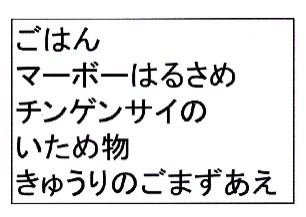 ごはん
マーボーはるさめ
チンゲンサイの
いため物
きゅうりのごまずあえ